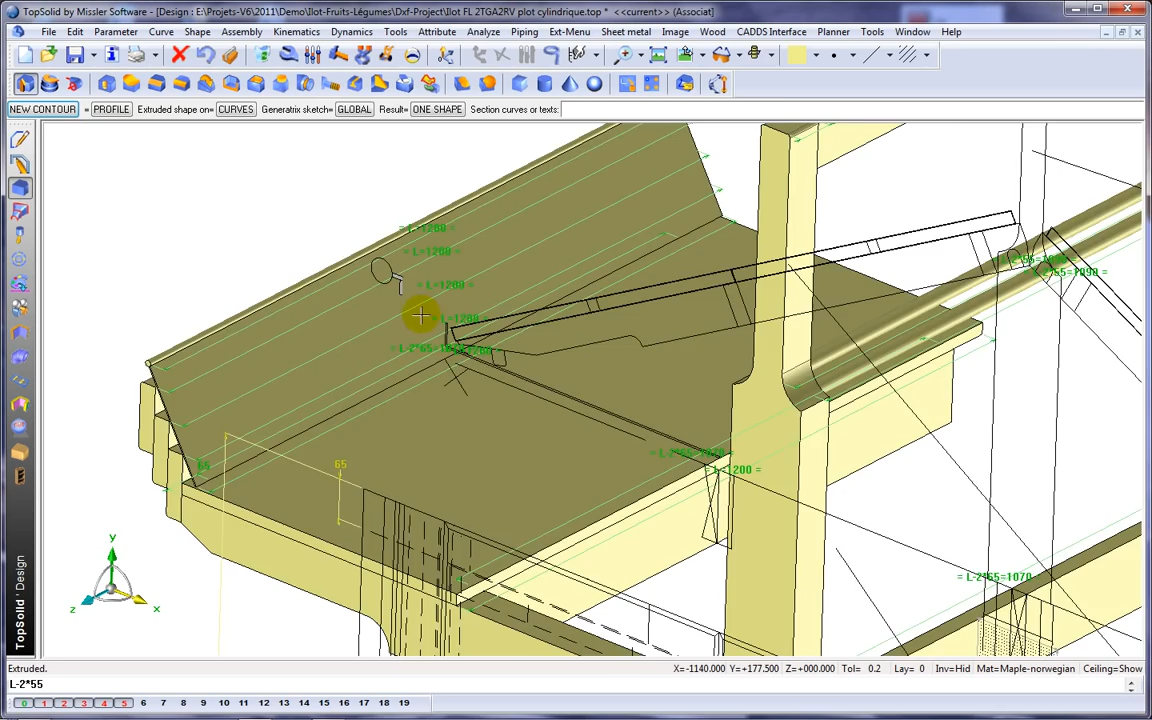 TopSolid by Missler Software - [Design : E:\Projets-V6\2011\Demo\Ilot-Fruits-Légumes\Dxf-Project\Ilot FL 2TGA2RV plot cylindrique.top * <<current>> (Associat)
File Edit Parameter Curve Shape Assembly Kinematics Dynamics Tools Attribute Analyze Piping Ext-Menu Sheet metal Image Wood CADDS Interface Planner Tools Window Help
NEW CONTOUR = PROFILE Extruded shape on= CURVES Generatrix sketch= GLOBAL Result= ONE SHAPE Section curves or texts:
= L=1200 =
= L=1200 =
= L=1200 =
= L=1200 =
65
65
= L=1200 =
= L-2*65=1070 =
y
z
x
TopSolid 'Design
Extruded.
X=-1140.000 Y=+177.500 Z=+000.000 Tol= 0.2 Lay= 0 Inv=Hid Mat=Maple-norwegian Ceiling=Show
L-2*55
0 1 2 3 4 5 6 7 8 9 10 11 12 13 14 15 16 17 18 19